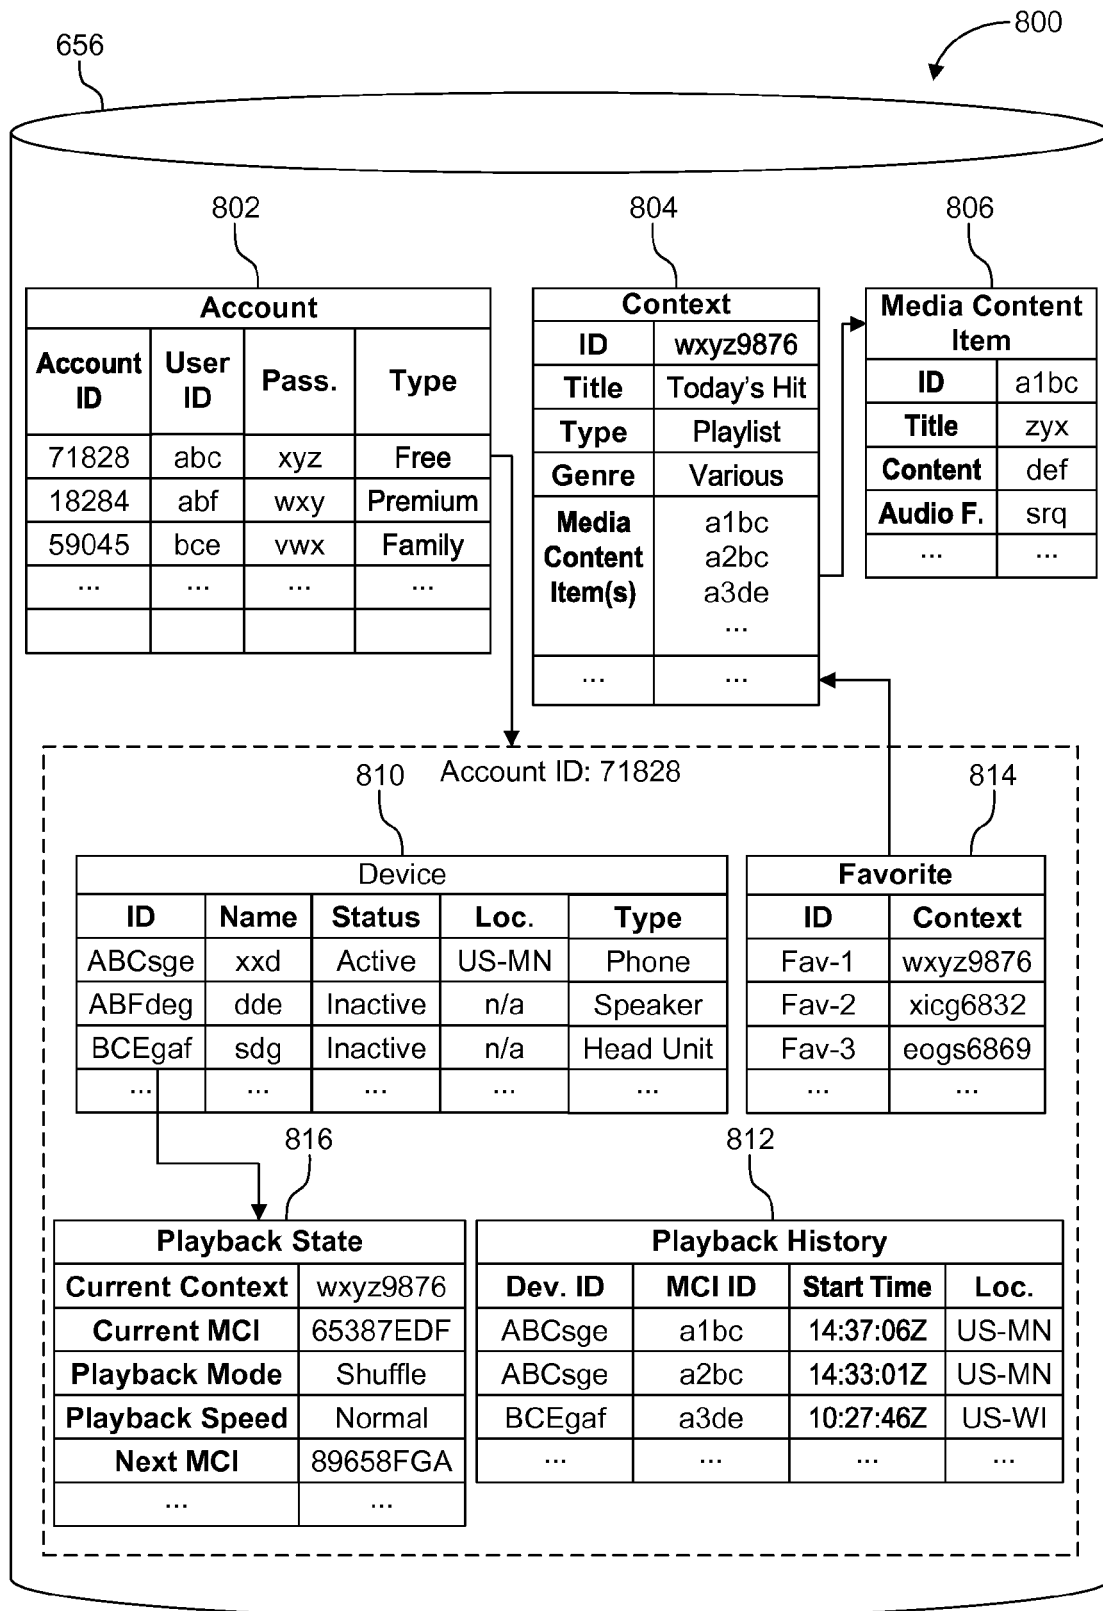 800
656
802
804
806
Account
Account ID User ID Pass. Type
71828 abc xyz Free
18284 abf wxy Premium
59045 bce vwx Family
... ... ... ...
Context
ID wxyz9876
Title Today's Hit
Type Playlist
Genre Various
Media a1bc
Content a2bc
Item(s) a3de
...
... ...
Media Content
Item
ID a1bc
Title zyx
Content def
Audio F. srq
... ...
Account ID: 71828
810
814
Device
ID Name Status Loc. Type
ABCsge xxd Active US-MN Phone
ABFdeg dde Inactive n/a Speaker
BCEgaf sdg Inactive n/a Head Unit
... ... ... ... ...
Favorite
ID Context
Fav-1 wxyz9876
Fav-2 xicg6832
Fav-3 eogs6869
... ...
816
812
Playback State
Current Context wxyz9876
Current MCI 65387EDF
Playback Mode Shuffle
Playback Speed Normal
Next MCI 89658FGA
... ...
Playback History
Dev. ID MCI ID Start Time Loc.
ABCsge a1bc 14:37:06Z US-MN
ABCsge a2bc 14:33:01Z US-MN
BCEgaf a3de 10:27:46Z US-WI
... ... ... ...